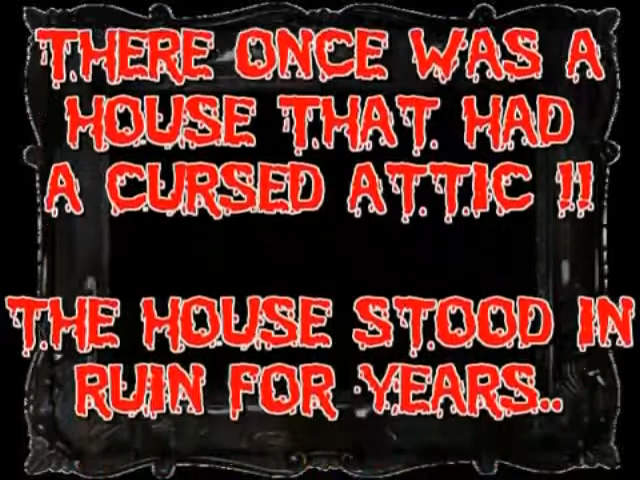 THERE ONCE WAS A
HOUSE THAT HAD
A CURSED ATTIC !!
THE HOUSE STOOD IN
RUIN FOR YEARS..